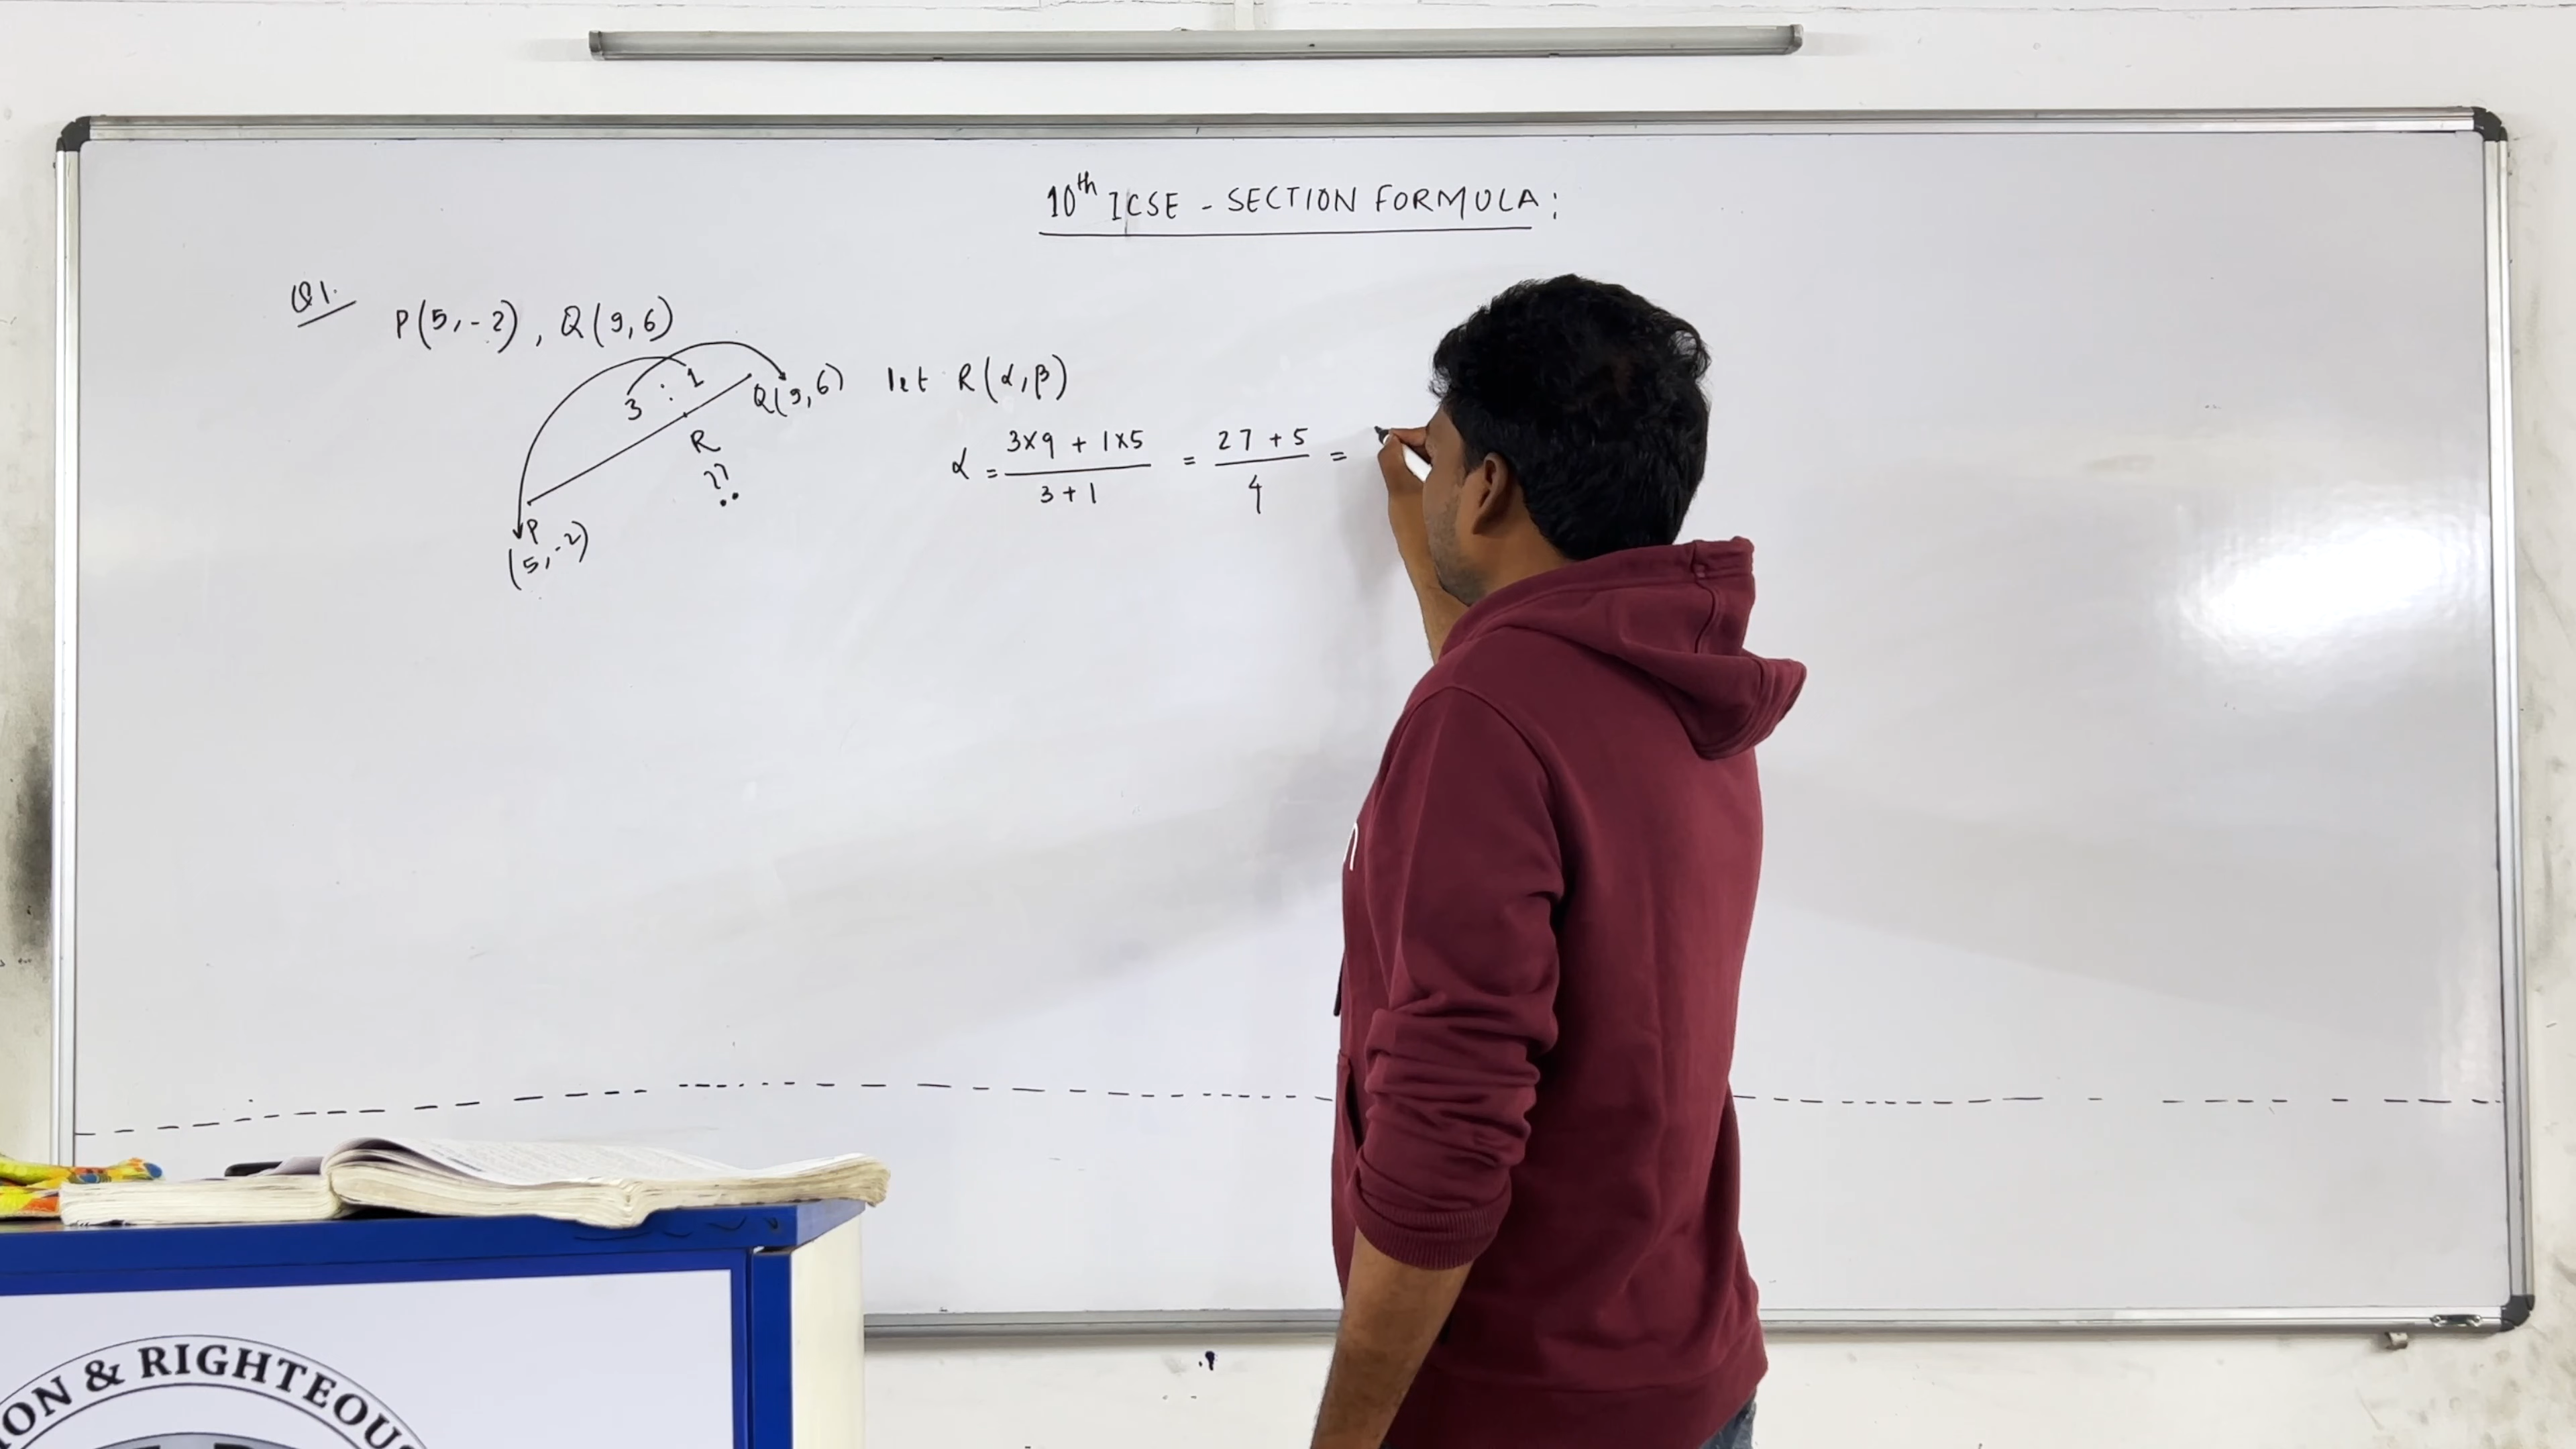 10th ICSE - SECTION FORMULA:
Q1.
P(5,-2), Q(9,6)
3 : 1
Q(9,6)
R
??
P
(5,-2)
let R(α,β)
α = 3×9 + 1×5 / 3+1 = 27+5 / 4 =
ON & RIGHTEOUS